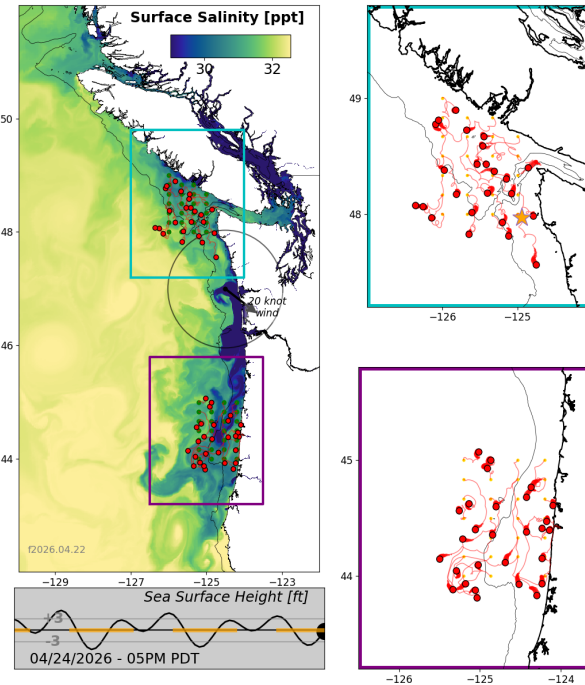 Surface Salinity [ppt]
30 32
50
48
46
44
−129 −127 −125 −123
20 knot
wind
f2026.04.22
Sea Surface Height [ft]
+3
-3
04/24/2026 - 05PM PDT
49
48
−126 −125
45
44
−126 −125 −124